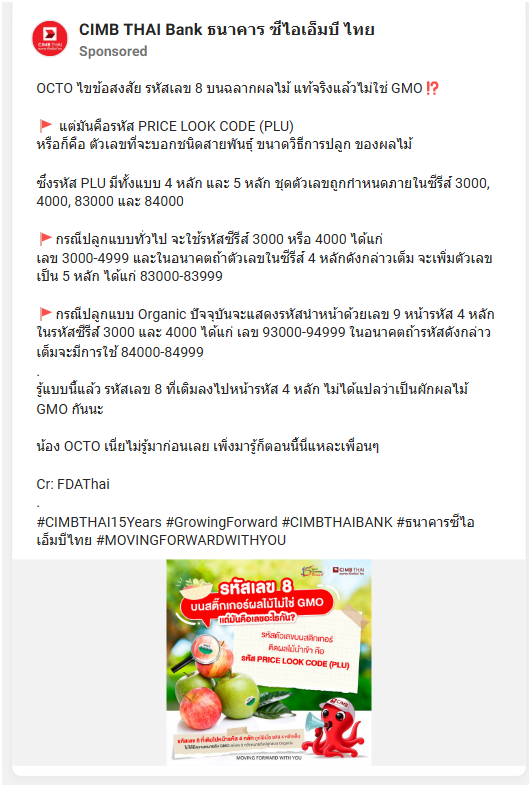 CIMB THAI Bank ธนาคาร ซีไอเอ็มบี ไทย
Sponsored
CIMB THAI
OCTO ไขข้อสงสัย รหัสเลข 8 บนฉลากผลไม้ แท้จริงแล้วไม่ใช่ GMO ⁉️
🚩 แต่มันคือรหัส PRICE LOOK CODE (PLU)
หรือก็คือ ตัวเลขที่จะบอกชนิดสายพันธุ์ ขนาดวิธีการปลูก ของผลไม้
ซึ่งรหัส PLU มีทั้งแบบ 4 หลัก และ 5 หลัก ชุดตัวเลขถูกกำหนดภายในซีรีส์ 3000,
4000, 83000 และ 84000
🚩กรณีปลูกแบบทั่วไป จะใช้รหัสซีรีส์ 3000 หรือ 4000 ได้แก่
เลข 3000-4999 และในอนาคตถ้าตัวเลขในซีรีส์ 4 หลักดังกล่าวเต็ม จะเพิ่มตัวเลข
เป็น 5 หลัก ได้แก่ 83000-83999
🚩กรณีปลูกแบบ Organic ปัจจุบันจะแสดงรหัสนำหน้าด้วยเลข 9 หน้ารหัส 4 หลัก
ในรหัสซีรีส์ 3000 และ 4000 ได้แก่ เลข 93000-94999 ในอนาคตถ้ารหัสดังกล่าว
เต็มจะมีการใช้ 84000-84999
.
รู้แบบนี้แล้ว รหัสเลข 8 ที่เติมลงไปหน้ารหัส 4 หลัก ไม่ได้แปลว่าเป็นผักผลไม้
GMO กันนะ
น้อง OCTO เนี่ยไม่รู้มาก่อนเลย เพิ่งมารู้ก็ตอนนี้นี่แหละเพื่อนๆ
Cr: FDAThai
.
#CIMBTHAI15Years #GrowingForward #CIMBTHAIBANK #ธนาคารซีไอ
เอ็มบีไทย #MOVINGFORWARDWITHYOU
CIMB THAI
รหัสเลข 8
บนสติ๊กเกอร์ผลไม้ไม่ใช่ GMO
แต่มันคือเลขอะไรกัน?
รหัสตัวเลขบนสติกเกอร์
ติดผลไม้นำเข้า คือ
รหัส PRICE LOOK CODE (PLU)
รหัสเลข 8 ที่เติมไปหน้ารหัส 4 หลัก
MOVING FORWARD WITH YOU